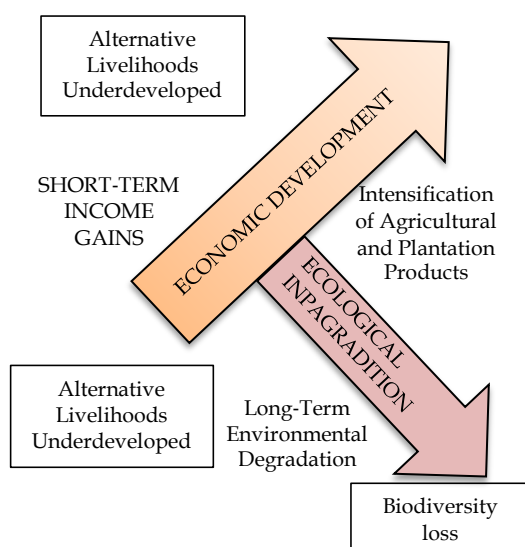 Alternative
Livelihoods
Underdeveloped
ECONOMIC DEVELOPMENT
SHORT-TERM
INCOME
GAINS
Intensification
of Agricultural
and Plantation
Products
ECOLOGICAL
INPAGRADITION
Alternative
Livelihoods
Underdeveloped
Long-Term
Environmental
Degradation
Biodiversity
loss